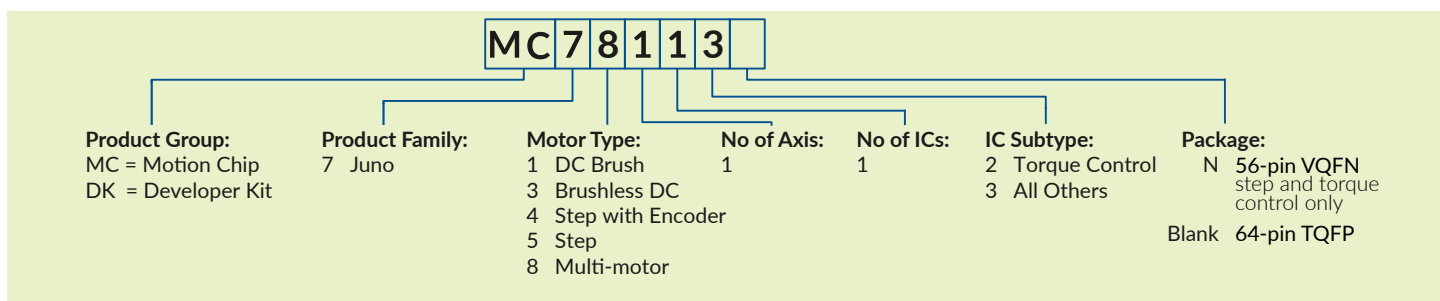 MC78113
Product Group:
MC = Motion Chip
DK = Developer Kit
Product Family:
7 Juno
Motor Type:
1 DC Brush
3 Brushless DC
4 Step with Encoder
5 Step
8 Multi-motor
No of Axis:
1
No of ICs:
1
IC Subtype:
2 Torque Control
3 All Others
Package:
N 56-pin VQFN
step and torque
control only
Blank 64-pin TQFP